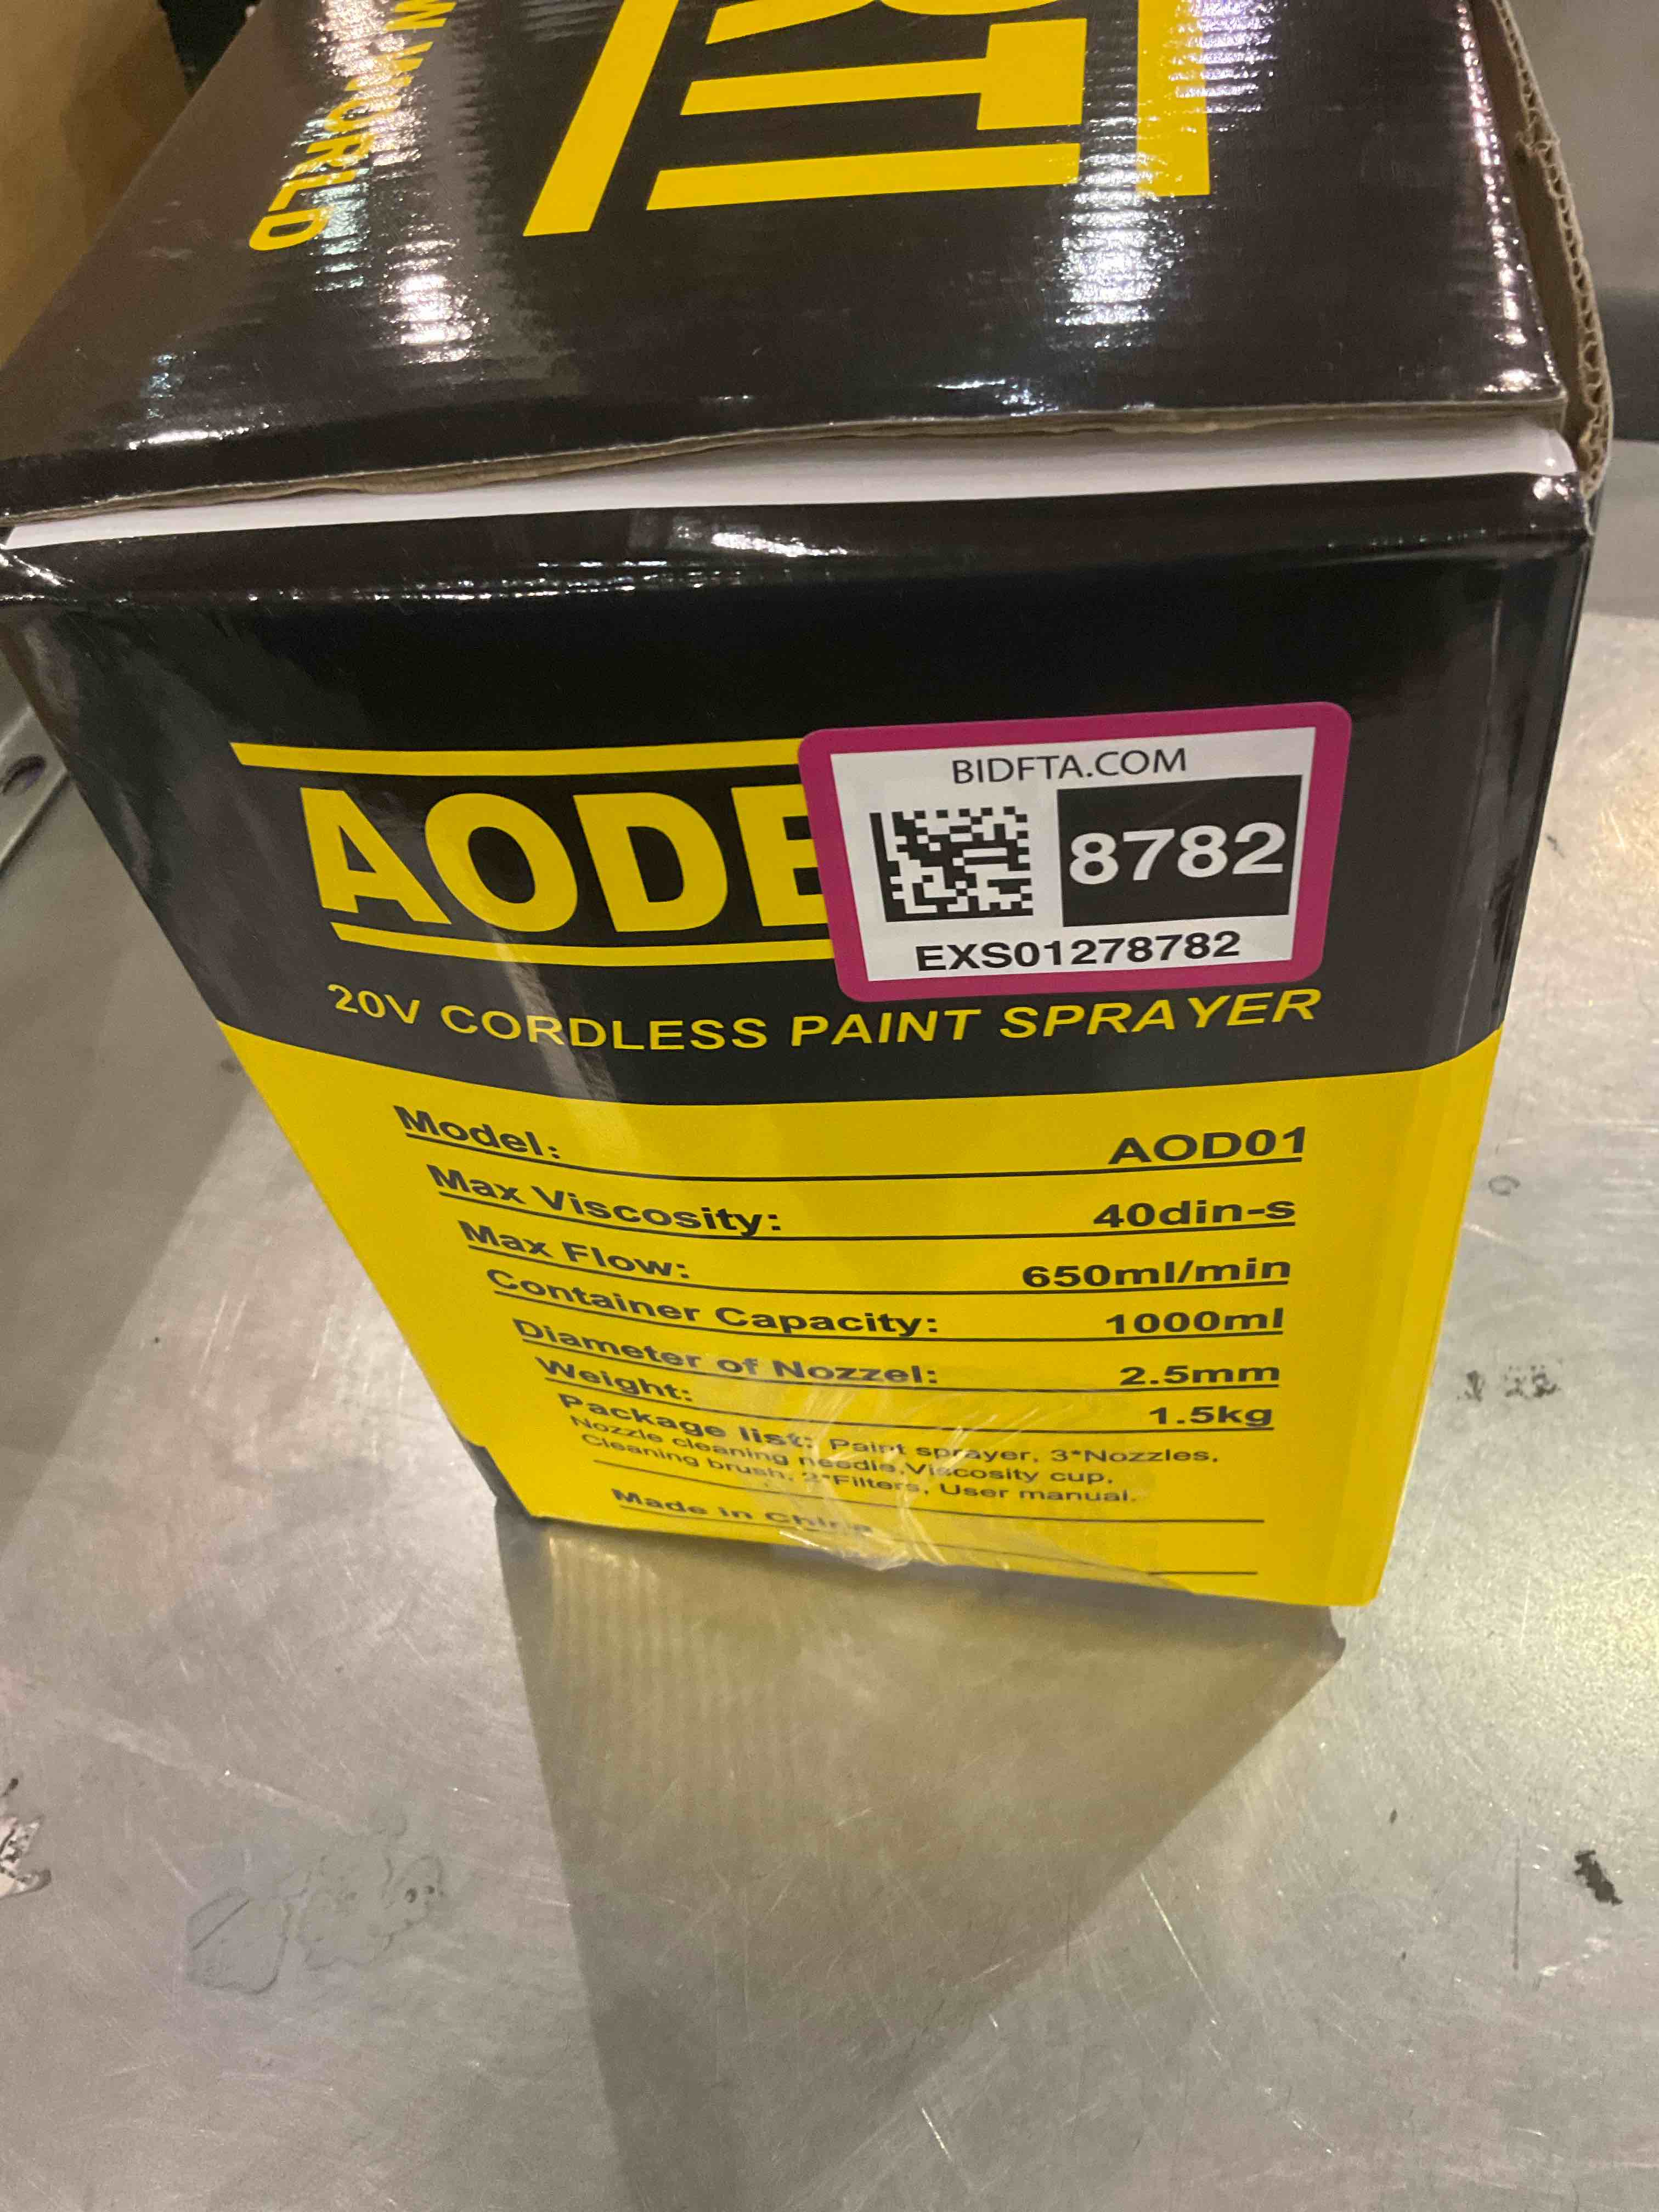 W WORLD
AODE
BIDFTA.COM
8782
EXS01278782
20V CORDLESS PAINT SPRAYER
Model: AOD01
Max Viscosity: 40din-s
Max Flow: 650ml/min
Container Capacity: 1000ml
Diameter of Nozzel: 2.5mm
Weight: 1.5kg
Package list: Paint sprayer, 3*Nozzles,
Nozzle cleaning needle,Viscosity cup,
Cleaning brush, 2*Filters, User manual.
Made in China